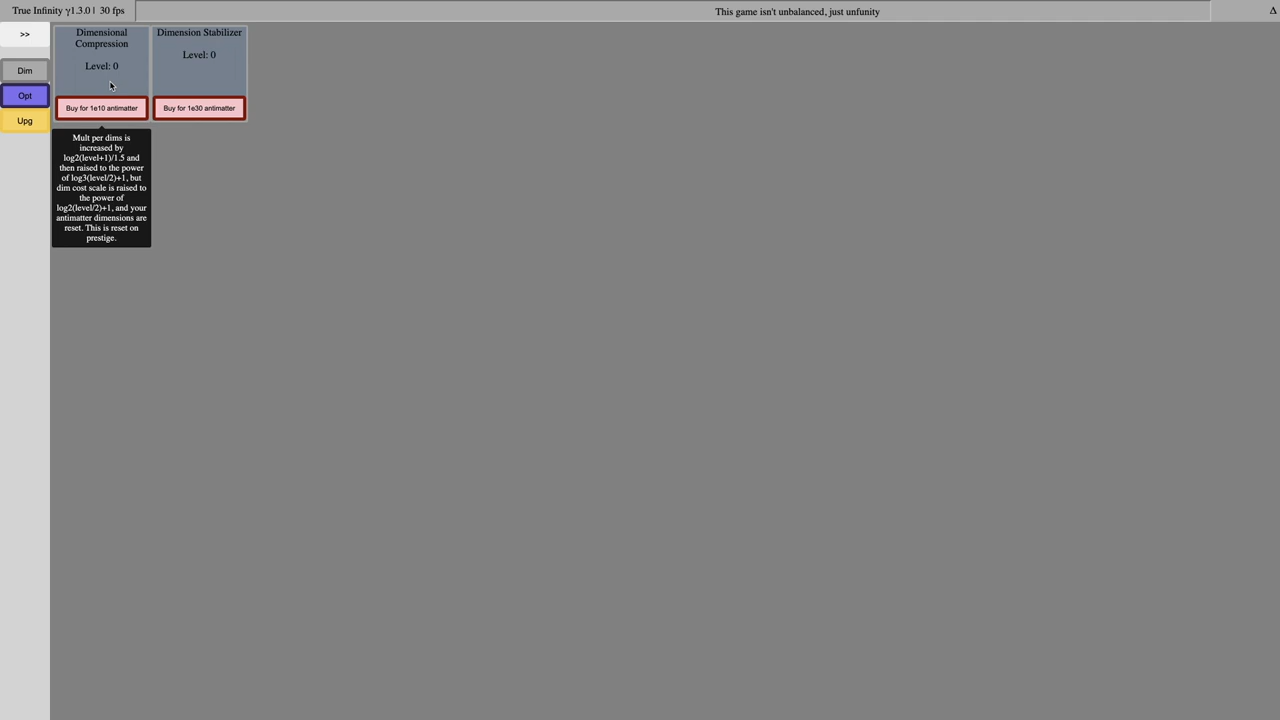 True Infinity γ1.3.0 | 30 fps
This game isn't unbalanced, just unfunity
Δ
>>
Dim
Opt
Upg
Dimensional
Compression
Level: 0
Buy for 1e10 antimatter
Dimension Stabilizer
Level: 0
Buy for 1e30 antimatter
Mult per dims is
increased by
log2(level+1)/1.5 and
then raised to the power
of log3(level/2)+1, but
dim cost scale is raised to
the power of
log2(level/2)+1, and your
antimatter dimensions are
reset. This is reset on
prestige.